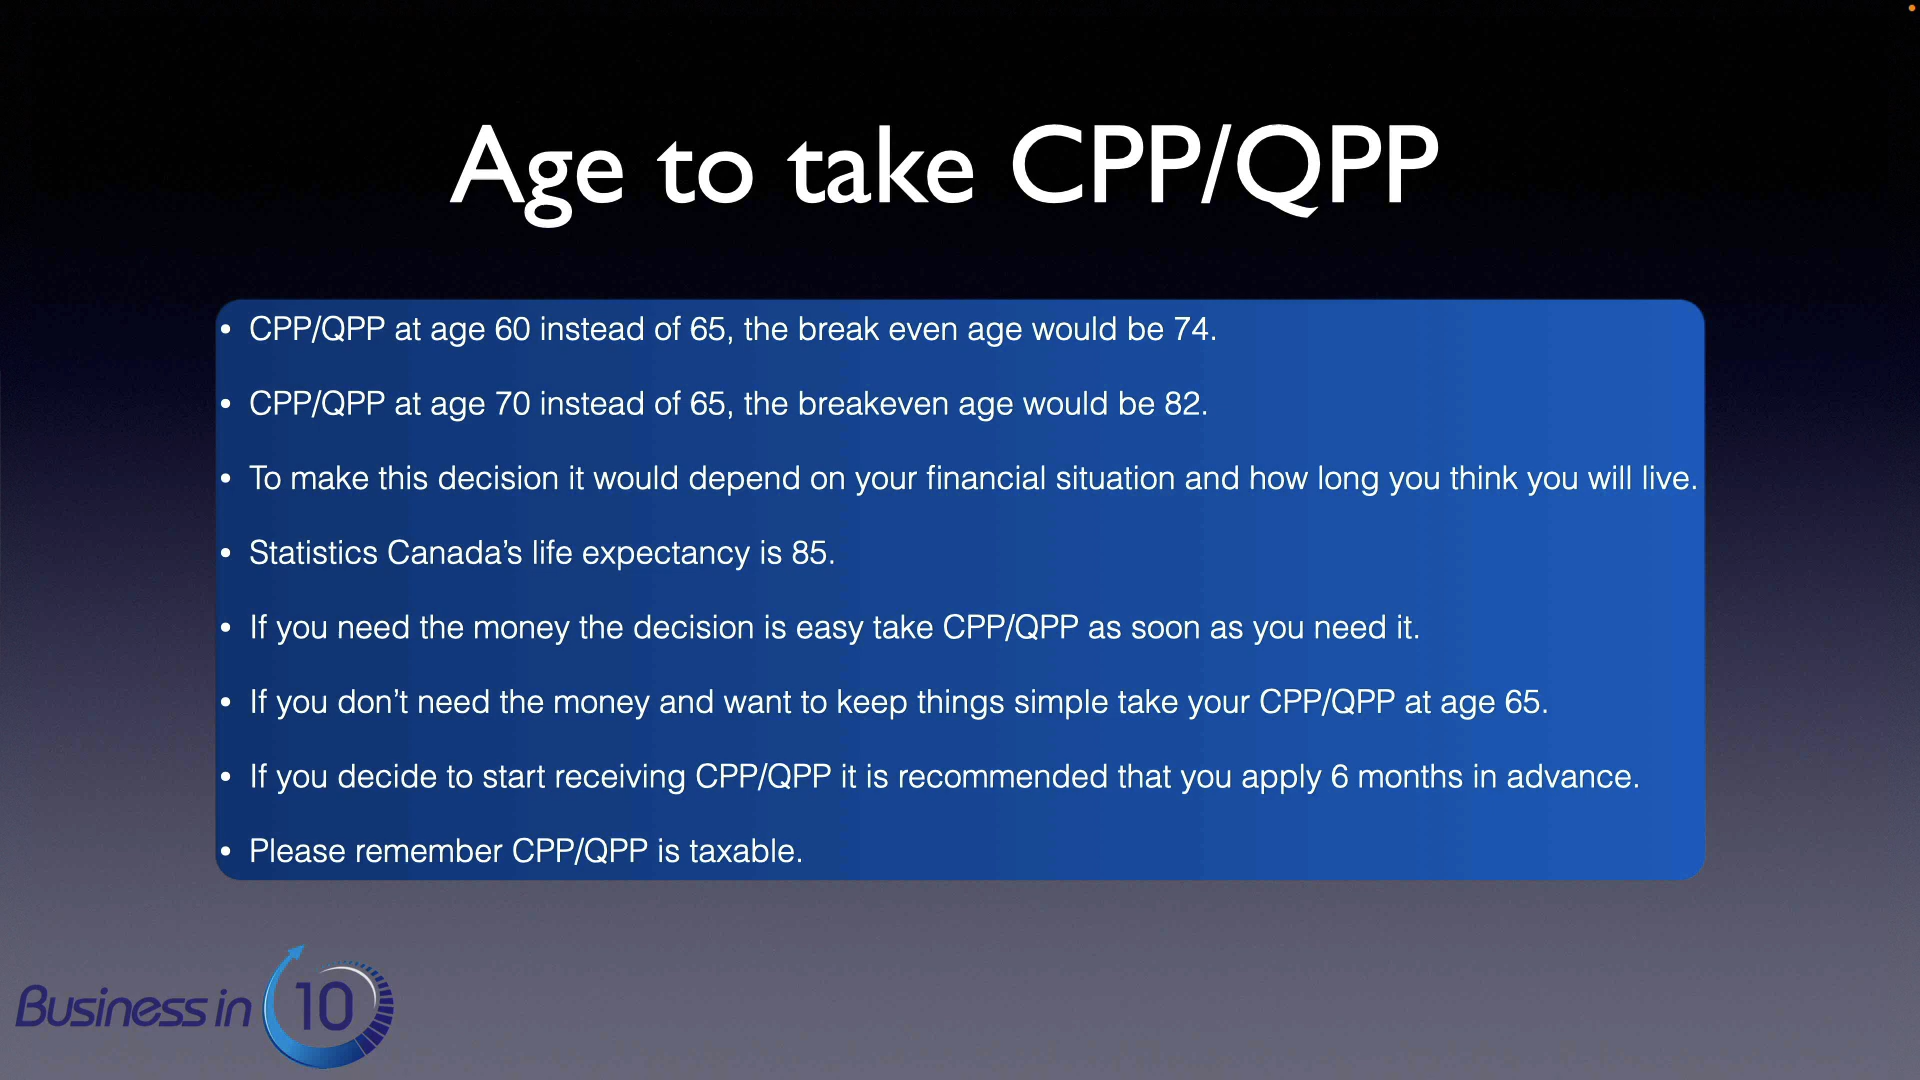 Age to take CPP/QPP
• CPP/QPP at age 60 instead of 65, the break even age would be 74.
• CPP/QPP at age 70 instead of 65, the breakeven age would be 82.
• To make this decision it would depend on your financial situation and how long you think you will live.
• Statistics Canada’s life expectancy is 85.
• If you need the money the decision is easy take CPP/QPP as soon as you need it.
• If you don’t need the money and want to keep things simple take your CPP/QPP at age 65.
• If you decide to start receiving CPP/QPP it is recommended that you apply 6 months in advance.
• Please remember CPP/QPP is taxable.
Business in 10